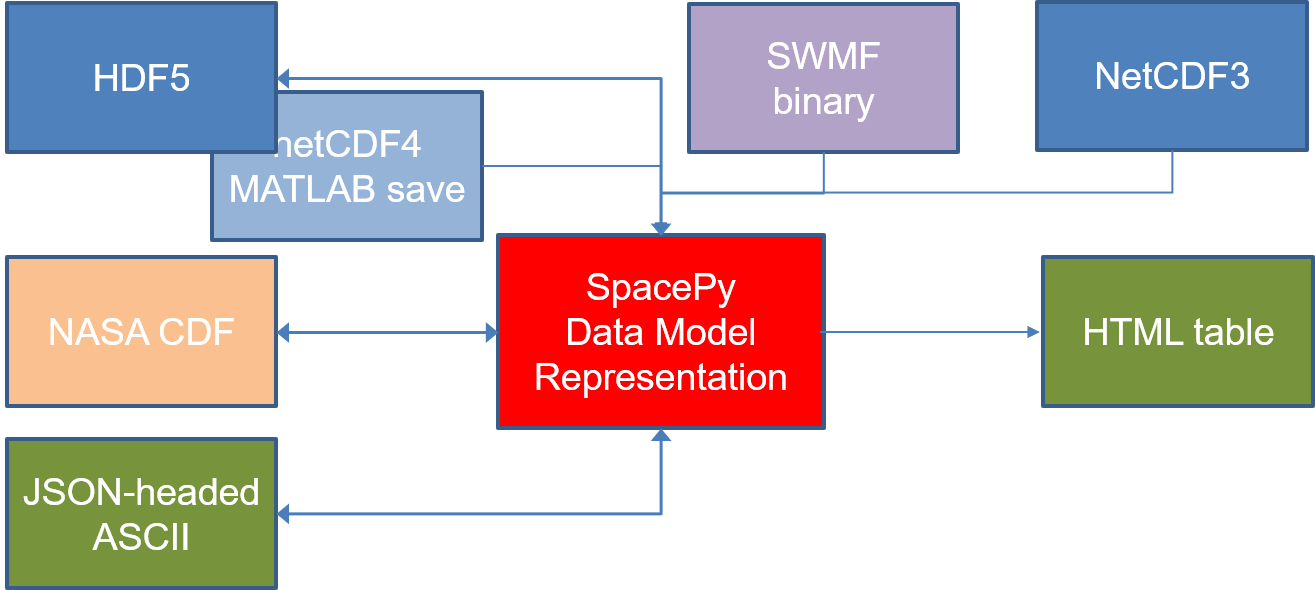 HDF5
netCDF4
MATLAB save
SWMF
binary
NetCDF3
NASA CDF
SpacePy
Data Model
Representation
HTML table
JSON-headed
ASCII